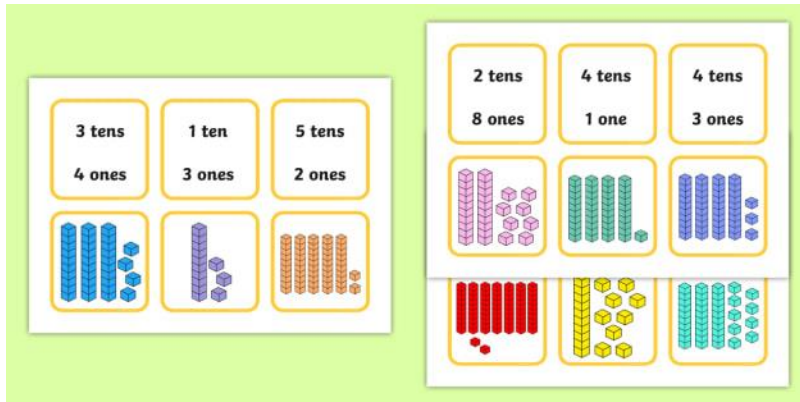 3 tens
4 ones
1 ten
3 ones
5 tens
2 ones
2 tens
8 ones
4 tens
1 one
4 tens
3 ones